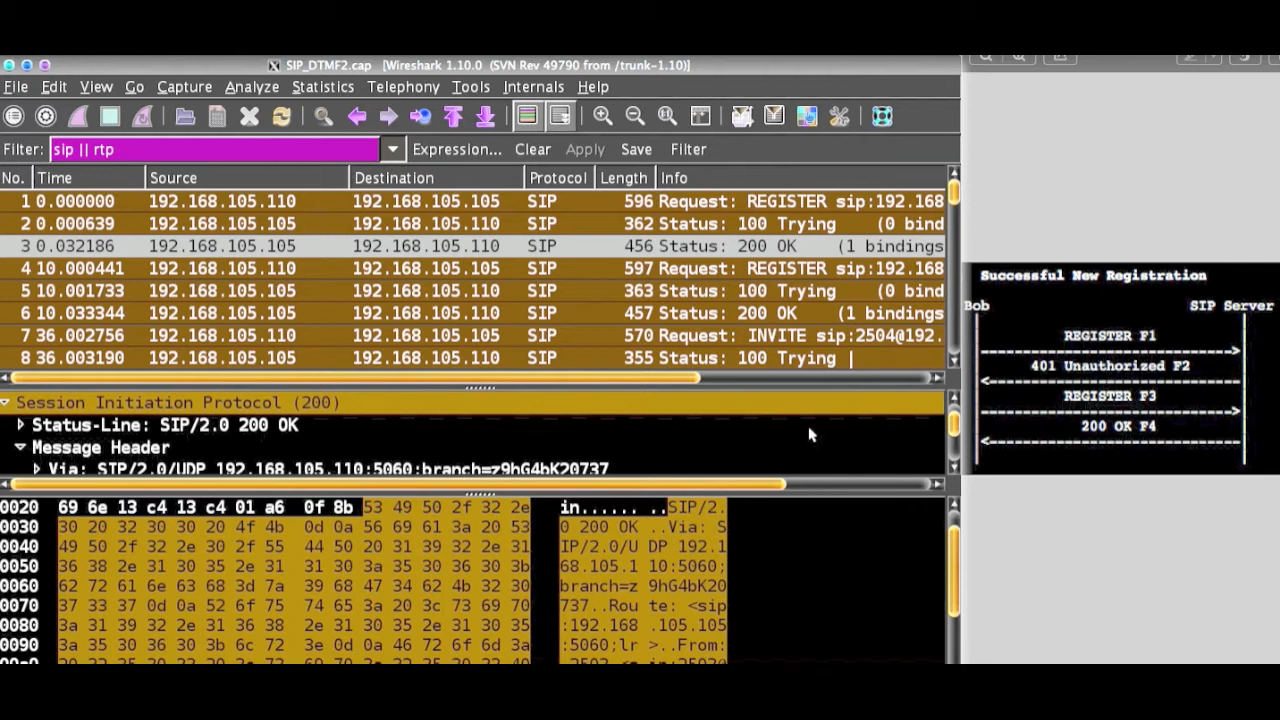 SIP_DTMF2.cap [Wireshark 1.10.0 (SVN Rev 49790 from /trunk-1.10)]
File Edit View Go Capture Analyze Statistics Telephony Tools Internals Help
Filter: sip || rtp Expression... Clear Apply Save Filter
No. Time Source Destination Protocol Length Info
1 0.000000 192.168.105.110 192.168.105.105 SIP 596 Request: REGISTER sip:192.168
2 0.000639 192.168.105.105 192.168.105.110 SIP 362 Status: 100 Trying (0 bind
3 0.032186 192.168.105.105 192.168.105.110 SIP 456 Status: 200 OK (1 bindings
4 10.000441 192.168.105.110 192.168.105.105 SIP 597 Request: REGISTER sip:192.168
5 10.001733 192.168.105.105 192.168.105.110 SIP 363 Status: 100 Trying (0 bind
6 10.033344 192.168.105.105 192.168.105.110 SIP 457 Status: 200 OK (1 bindings
7 36.002756 192.168.105.110 192.168.105.105 SIP 570 Request: INVITE sip:2504@192.
8 36.003190 192.168.105.105 192.168.105.110 SIP 355 Status: 100 Trying |
Session Initiation Protocol (200)
Status-Line: SIP/2.0 200 OK
Message Header
Via: SIP/2.0/UDP 192.168.105.110:5060;branch=z9hG4bK20737
0020 69 6e 13 c4 13 c4 01 a6 0f 8b 53 49 50 2f 32 2e in...... ..SIP/2.
0030 30 20 32 30 30 20 4f 4b 0d 0a 56 69 61 3a 20 53 0 200 OK ..Via: S
0040 49 50 2f 32 2e 30 2f 55 44 50 20 31 39 32 2e 31 IP/2.0/U DP 192.1
0050 36 38 2e 31 30 35 2e 31 31 30 3a 35 30 36 30 3b 68.105.1 10:5060;
0060 62 72 61 6e 63 68 3d 7a 39 68 47 34 62 4b 32 30 branch=z 9hG4bK20
0070 37 33 37 0d 0a 52 6f 75 74 65 3a 20 3c 73 69 70 737..Rou te: <sip
0080 3a 31 39 32 2e 31 36 38 2e 31 30 35 2e 31 30 35 :192.168 .105.105
0090 3a 35 30 36 30 3b 6c 72 3e 0d 0a 46 72 6f 6d 3a :5060;lr >..From:
Successful New Registration
Bob SIP Server
REGISTER F1
401 Unauthorized F2
REGISTER F3
200 OK F4